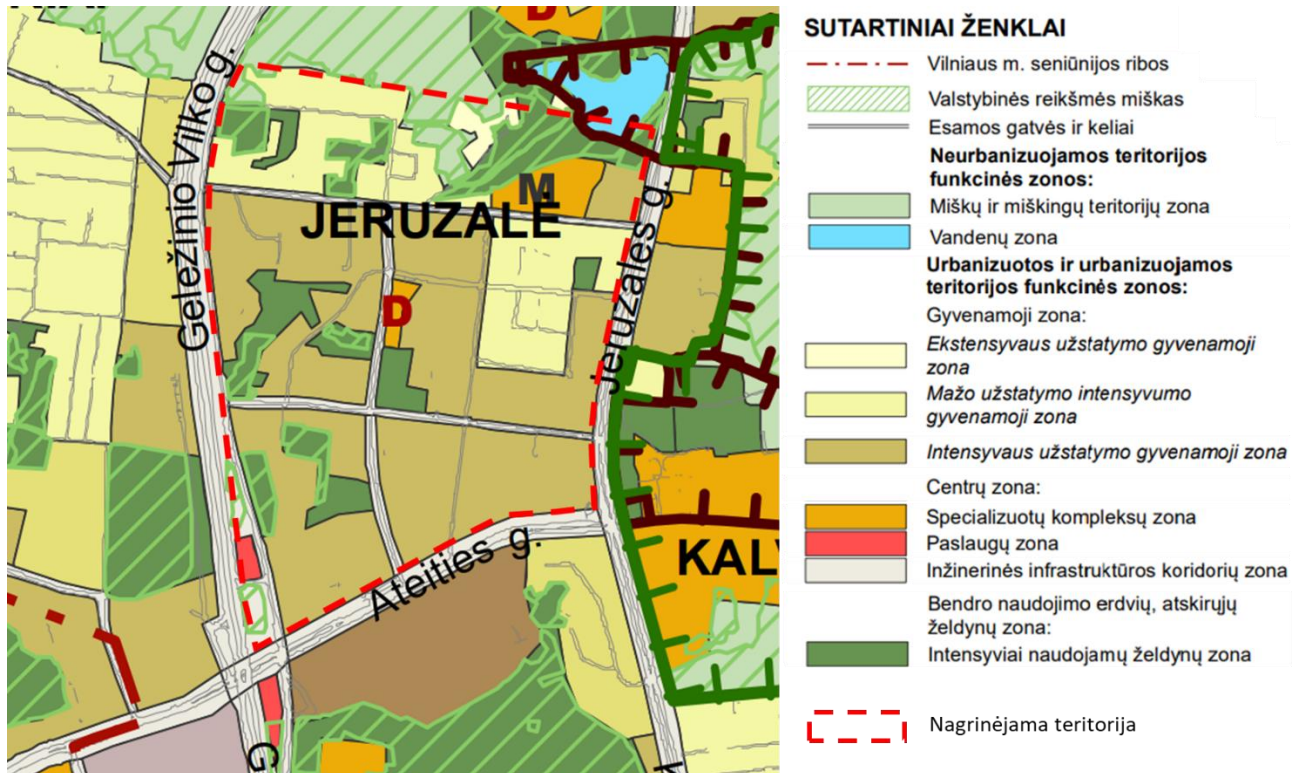 D
Geležinio Vilko g.
M
JERUZALĖ
Jeruzalės g.
D
Ateities g.
KAL
G
SUTARTINIAI ŽENKLAI
Vilniaus m. seniūnijos ribos
Valstybinės reikšmės miškas
Esamos gatvės ir keliai
Neurbanizuojamos teritorijos
funkcinės zonos:
Miškų ir miškingų teritorijų zona
Vandenų zona
Urbanizuotos ir urbanizuojamos
teritorijos funkcinės zonos:
Gyvenamoji zona:
Ekstensyvaus užstatymo gyvenamoji
zona
Mažo užstatymo intensyvumo
gyvenamoji zona
Intensyvaus užstatymo gyvenamoji zona
Centrų zona:
Specializuotų kompleksų zona
Paslaugų zona
Inžinerinės infrastruktūros koridorių zona
Bendro naudojimo erdvių, atskirųjų
želdynų zona:
Intensyviai naudojamų želdynų zona
Nagrinėjama teritorija